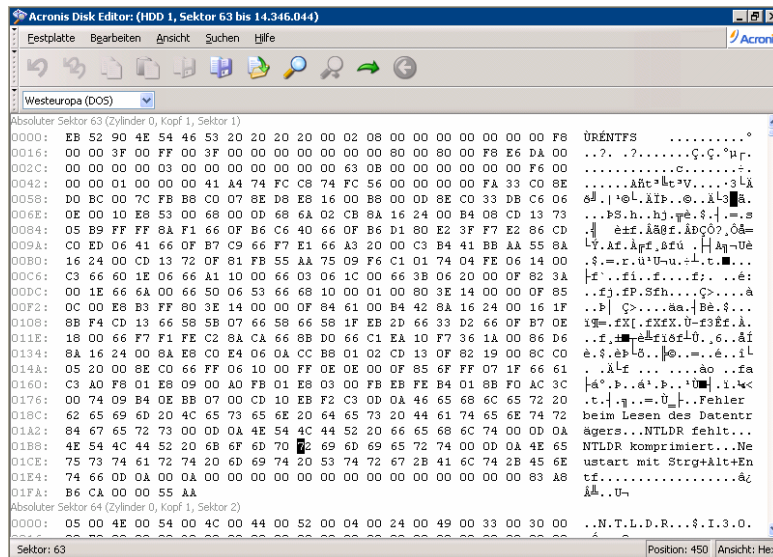 Acronis Disk Editor: (HDD 1, Sektor 63 bis 14.346.044)
Festplatte Bearbeiten Ansicht Suchen Hilfe
Acroni
Westeuropa (DOS)
Absoluter Sektor 63 (Zylinder 0, Kopf 1, Sektor 1)
0000: EB 52 90 4E 54 46 53 20 20 20 20 00 02 08 00 00 00 00 00 00 00 F8 ÙRÉNTFS ..........°
0016: 00 00 3F 00 FF 00 3F 00 00 00 00 00 00 00 80 00 80 00 F8 E6 DA 00 ..?. .?.......Ç.Ç.°µ┌.
002C: 00 00 00 00 03 00 00 00 00 00 00 00 63 0B 00 00 00 00 00 00 F6 00 ............c.......÷.
0042: 00 00 01 00 00 00 41 A4 74 FC C8 74 FC 56 00 00 00 00 FA 33 C0 8E ......Añt³╚t³V....·3└Ä
0058: D0 BC 00 7C FB B8 C0 07 8E D8 E8 16 00 B8 00 0D 8E C0 33 DB C6 06
006E: 0E 00 10 E8 53 00 68 00 0D 68 6A 02 CB 8A 16 24 00 B4 08 CD 13 73
0084: 05 B9 FF FF 8A F1 66 0F B6 C6 40 66 0F B6 D1 80 E2 3F F7 E2 86 CD
009A: C0 ED 06 41 66 0F B7 C9 66 F7 E1 66 A3 20 00 C3 B4 41 BB AA 55 8A
00B0: 16 24 00 CD 13 72 0F 81 FB 55 AA 75 09 F6 C1 01 74 04 FE 06 14 00
00C6: C3 66 60 1E 06 66 A1 10 00 66 03 06 1C 00 66 3B 06 20 00 0F 82 3A
00DC: 00 1E 66 6A 00 66 50 06 53 66 68 10 00 01 00 80 3E 14 00 00 0F 85 ..fj.fP.Sfh....Ç>....à
00F2: 0C 00 E8 B3 FF 80 3E 14 00 00 0F 84 61 00 B4 42 8A 16 24 00 16 1F
0108: 8B F4 CD 13 66 58 5B 07 66 58 66 58 1F EB 2D 66 33 D2 66 0F B7 0E
011E: 18 00 66 F7 F1 FE C2 8A CA 66 8B D0 66 C1 EA 10 F7 36 1A 00 86 D6
0134: 8A 16 24 00 8A E8 C0 E4 06 0A CC B8 01 02 CD 13 0F 82 19 00 8C C0
014A: 05 20 00 8E C0 66 FF 06 10 00 FF 0E 0E 00 0F 85 6F FF 07 1F 66 61
0160: C3 A0 F8 01 E8 09 00 A0 FB 01 E8 03 00 FB EB FE B4 01 8B F0 AC 3C
0176: 00 74 09 B4 0E BB 07 00 CD 10 EB F2 C3 0D 0A 46 65 68 6C 65 72 20
018C: 62 65 69 6D 20 4C 65 73 65 6E 20 64 65 73 20 44 61 74 65 6E 74 72 beim Lesen des Datentr
01A2: 84 67 65 72 73 00 0D 0A 4E 54 4C 44 52 20 66 65 68 6C 74 00 0D 0A ägers...NTLDR fehlt...
01B8: 4E 54 4C 44 52 20 6B 6F 6D 70 72 69 6D 69 65 72 74 00 0D 0A 4E 65 NTLDR komprimiert...Ne
01CE: 75 73 74 61 72 74 20 6D 69 74 20 53 74 72 67 2B 41 6C 74 2B 45 6E ustart mit Strg+Alt+En
01E4: 74 66 0D 0A 00 0A 00 00 00 00 00 00 00 00 00 00 00 00 00 00 83 A8 tf..................â¿
01FA: B6 CA 00 00 55 AA Â╩..U¬
Absoluter Sektor 64 (Zylinder 0, Kopf 1, Sektor 2)
0000: 05 00 4E 00 54 00 4C 00 44 00 52 00 04 00 24 00 49 00 33 00 30 00 ..N.T.L.D.R...$.I.3.0.
Sektor: 63 Position: 450 Ansicht: He